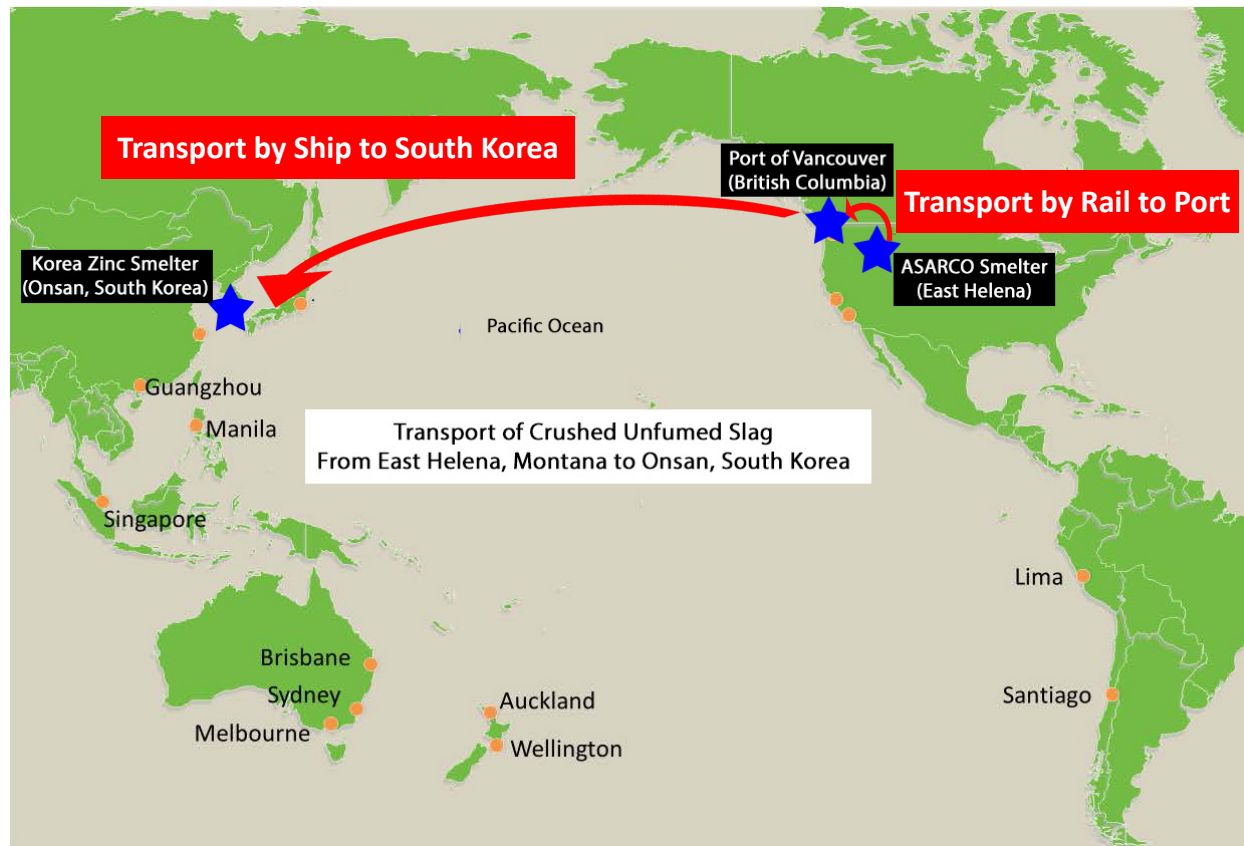 Transport by Ship to South Korea
Port of Vancouver
(British Columbia)
Transport by Rail to Port
Korea Zinc Smelter
(Onsan, South Korea)
ASARCO Smelter
(East Helena)
Pacific Ocean
Guangzhou
Manila
Transport of Crushed Unfumed Slag
From East Helena, Montana to Onsan, South Korea
Singapore
Lima
Brisbane
Sydney
Melbourne
Auckland
Wellington
Santiago